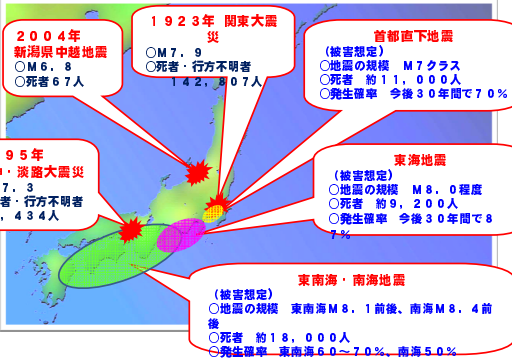 ２００４年
新潟県中越地震
○Ｍ６．８
○死者６７人
１９２３年 関東大震
災
○Ｍ７．９
○死者・行方不明者
１４２，８０７人
首都直下地震
（被害想定）
○地震の規模　Ｍ７クラス
○死者　約１１，０００人
○発生確率　今後３０年間で７０％
９５年
・淡路大震災
７．３
者・行方不明者
，４３４人
東海地震
（被害想定）
○地震の規模　Ｍ８．０程度
○死者　約９，２００人
○発生確率　今後３０年間で８
７％
東南海・南海地震
（被害想定）
○地震の規模　東南海Ｍ８．１前後、南海Ｍ８．４前
後
○死者　約１８，０００人
○発生確率　東南海６０～７０％、南海５０％